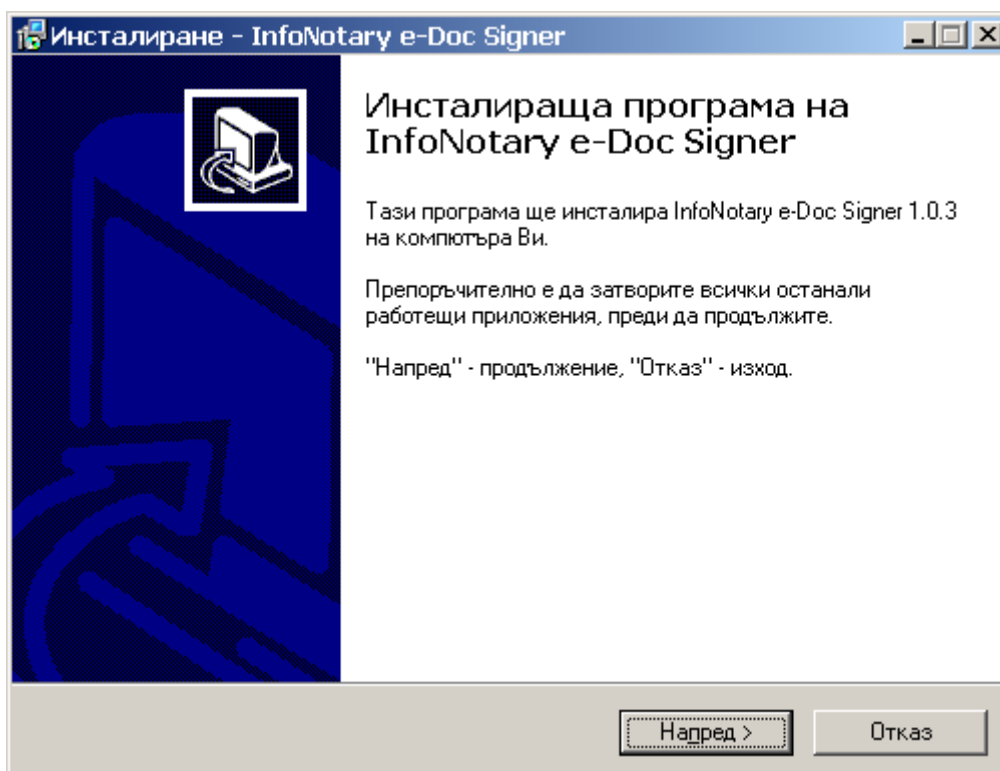 Инсталиране - InfoNotary e-Doc Signer
Инсталираща програма на
InfoNotary e-Doc Signer
Тази програма ще инсталира InfoNotary e-Doc Signer 1.0.3
на компютъра Ви.
Препоръчително е да затворите всички останали
работещи приложения, преди да продължите.
"Напред" - продължение, "Отказ" - изход.
Напред >
Отказ